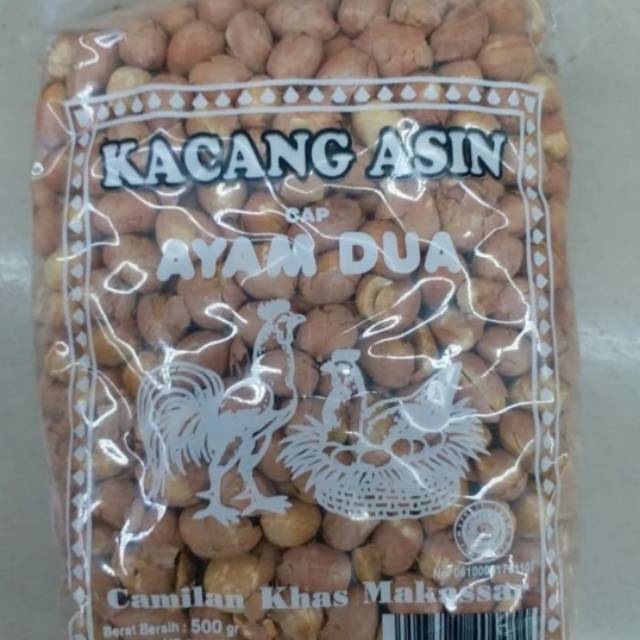 KACANG ASIN
CAP
AYAM DUA
Camilan Khas Makassar
Berat Bersih : 500 gr